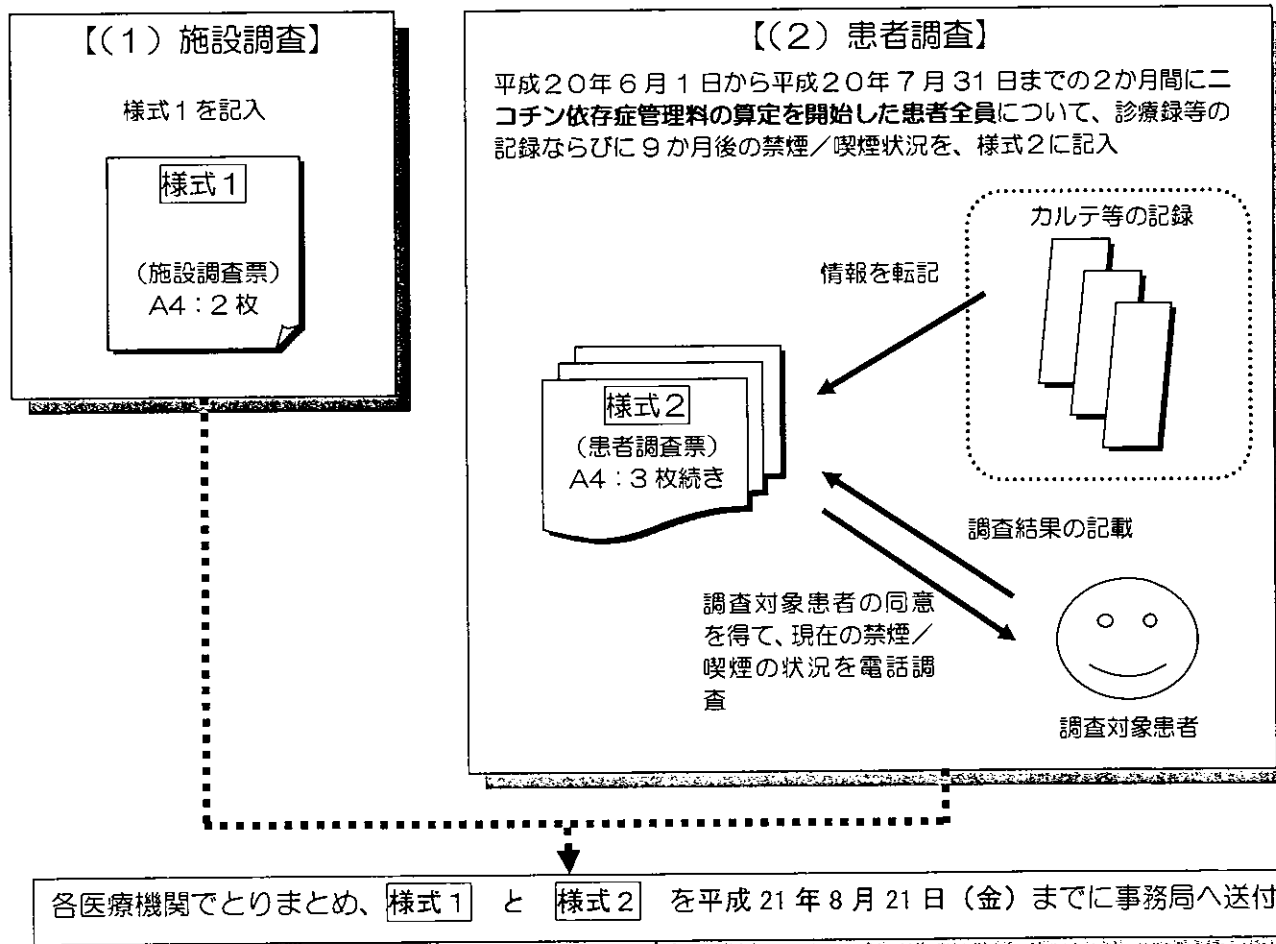 【(1) 施設調査】
様式1を記入
様式1
(施設調査票)
A4:2枚
【(2) 患者調査】
平成20年6月1日から平成20年7月31日までの2か月間にニ
コチン依存症管理料の算定を開始した患者全員について、診療録等の
記録ならびに9か月後の禁煙/喫煙状況を、様式2に記入
カルテ等の記録
情報を転記
様式2
(患者調査票)
A4:3枚続き
調査結果の記載
調査対象患者の同意
を得て、現在の禁煙/
喫煙の状況を電話調
査
調査対象患者
各医療機関でとりまとめ、様式1 と 様式2 を平成21年8月21日(金)までに事務局へ送付